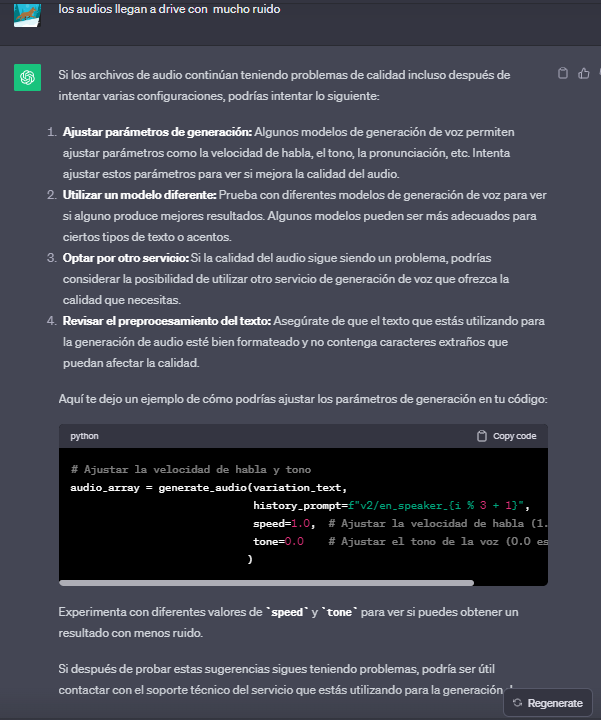 los audios llegan a drive con mucho ruido
Si los archivos de audio continúan teniendo problemas de calidad incluso después de
intentar varias configuraciones, podrías intentar lo siguiente:
1. Ajustar parámetros de generación: Algunos modelos de generación de voz permiten
ajustar parámetros como la velocidad de habla, el tono, la pronunciación, etc. Intenta
ajustar estos parámetros para ver si mejora la calidad del audio.
2. Utilizar un modelo diferente: Prueba con diferentes modelos de generación de voz para ver
si alguno produce mejores resultados. Algunos modelos pueden ser más adecuados para
ciertos tipos de texto o acentos.
3. Optar por otro servicio: Si la calidad del audio sigue siendo un problema, podrías
considerar la posibilidad de utilizar otro servicio de generación de voz que ofrezca la
calidad que necesitas.
4. Revisar el preprocesamiento del texto: Asegúrate de que el texto que estás utilizando para
la generación de audio esté bien formateado y no contenga caracteres extraños que
puedan afectar la calidad.
Aquí te dejo un ejemplo de cómo podrías ajustar los parámetros de generación en tu código:
python Copy code
# Ajustar la velocidad de habla y tono
audio_array = generate_audio(variation_text,
history_prompt=f"v2/en_speaker_{i % 3 + 1}",
speed=1.0, # Ajustar la velocidad de habla (1.
tone=0.0 # Ajustar el tono de la voz (0.0 es
)
Experimenta con diferentes valores de `speed` y `tone` para ver si puedes obtener un
resultado con menos ruido.
Si después de probar estas sugerencias sigues teniendo problemas, podría ser útil
contactar con el soporte técnico del servicio que estás utilizando para la generación
Regenerate